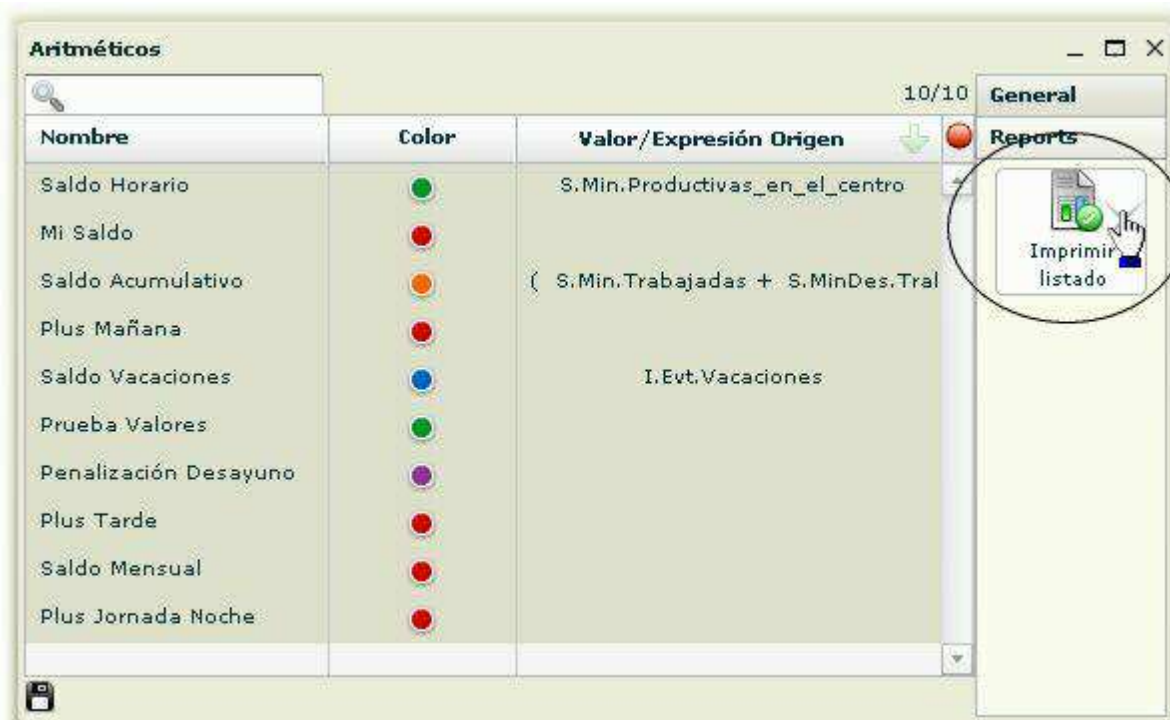 Aritméticos
10/10 General
Nombre Color Valor/Expresión Origen Reports
Saldo Horario S.Min.Productivas_en_el_centro
Mi Saldo
Imprimir
listado
Saldo Acumulativo ( S.Min.Trabajadas + S.MinDes.Tral
Plus Mañana
Saldo Vacaciones I.Evt.Vacaciones
Prueba Valores
Penalización Desayuno
Plus Tarde
Saldo Mensual
Plus Jornada Noche